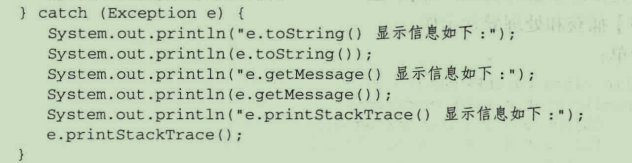 } catch (Exception e) {
System.out.println("e.toString() 显示信息如下:");
System.out.println(e.toString());
System.out.println("e.getMessage() 显示信息如下:");
System.out.println(e.getMessage());
System.out.println("e.printStackTrace() 显示信息如下:");
e.printStackTrace();
}